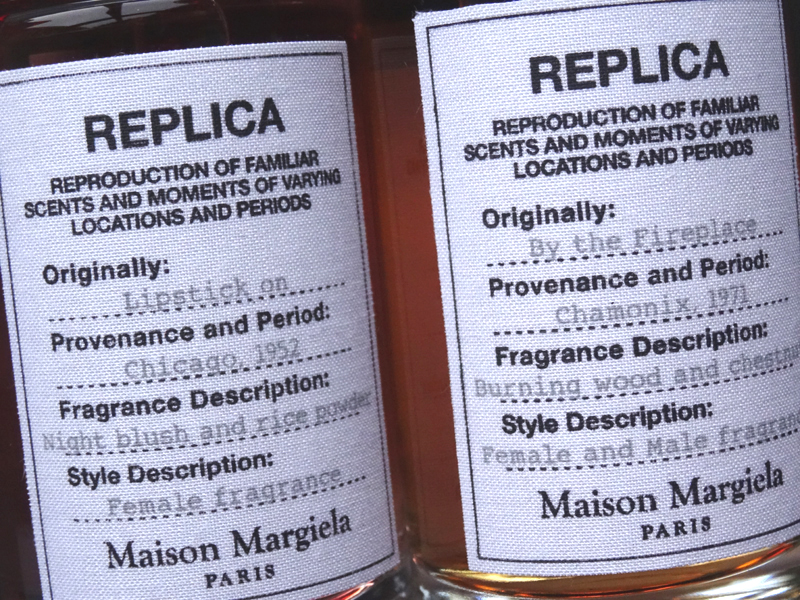 REPLICA
REPRODUCTION OF FAMILIAR
SCENTS AND MOMENTS OF VARYING
LOCATIONS AND PERIODS
Originally:
Lipstick on
Provenance and Period:
Chicago, 1952
Fragrance Description:
Night blush and rice powder
Style Description:
Female fragrance
Maison Margiela
PARIS
REPLICA
REPRODUCTION OF FAMILIAR
SCENTS AND MOMENTS OF VARYING
LOCATIONS AND PERIODS
Originally:
By the Fireplace
Provenance and Period:
Chamonix, 1971
Fragrance Description:
Burning wood and
Style Description:
Female and Male
Maison Margiela
PARIS